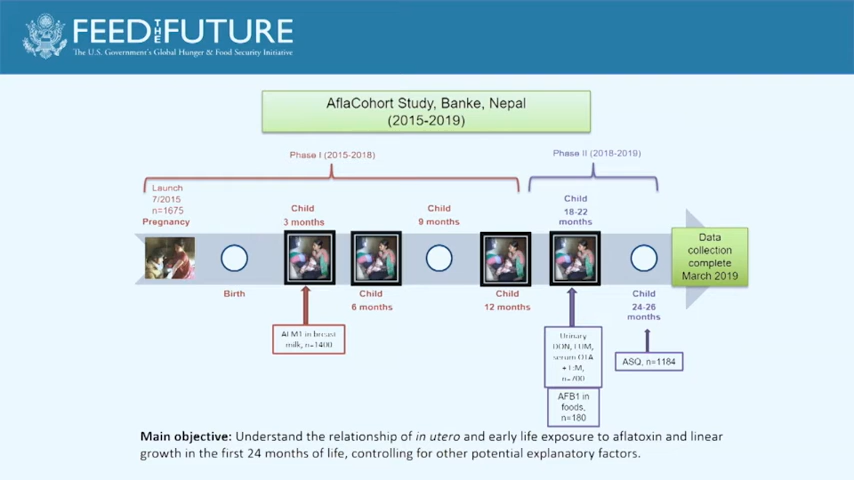 FEED THE FUTURE
The U.S. Government's Global Hunger & Food Security Initiative
AflaCohort Study, Banke, Nepal
(2015-2019)
Phase I (2015-2018)
Phase II (2018-2019)
Launch
7/2015
n=1675
Pregnancy
Child
3 months
Child
9 months
Child
18-22
months
Data
collection
complete
March 2019
Birth
Child
6 months
Child
12 months
Child
24-26
months
AFM1 in breast
milk, n=1400
Urinary
DON, FUM,
serum OTA
n=700
ASQ, n=1184
AFB1 in
foods,
n=180
Main objective: Understand the relationship of in utero and early life exposure to aflatoxin and linear
growth in the first 24 months of life, controlling for other potential explanatory factors.